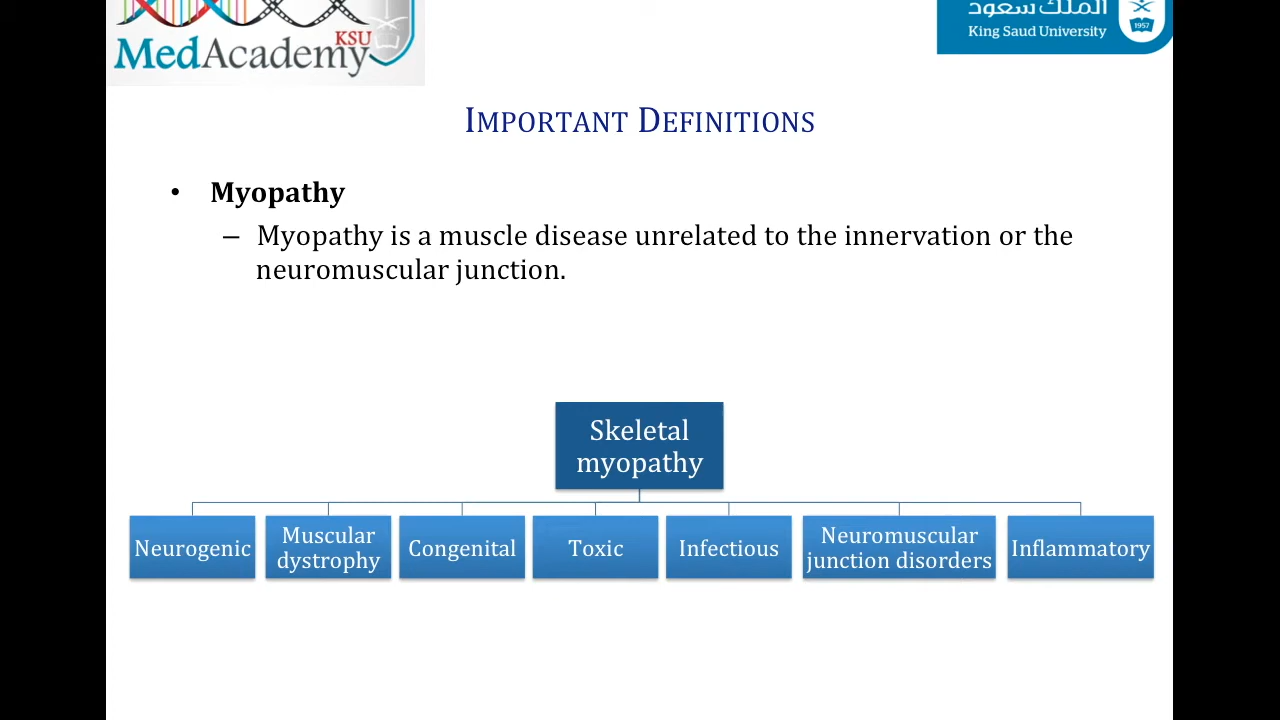 KSU
MedAcademy
الملك سعود
King Saud University
1957
IMPORTANT DEFINITIONS
• Myopathy
– Myopathy is a muscle disease unrelated to the innervation or the
neuromuscular junction.
Skeletal
myopathy
Neurogenic
Muscular
dystrophy
Congenital
Toxic
Infectious
Neuromuscular
junction disorders
Inflammatory